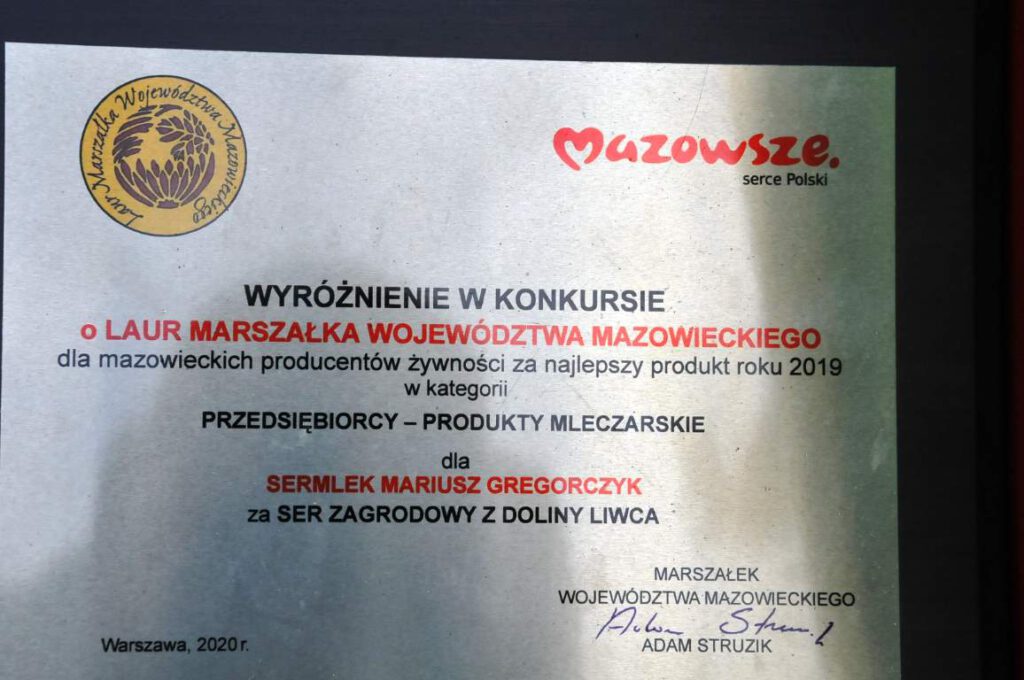 Laur Marszałka Województwa Mazowieckiego
Mazowsze.
serce Polski
WYRÓŻNIENIE W KONKURSIE
o LAUR MARSZAŁKA WOJEWÓDZTWA MAZOWIECKIEGO
dla mazowieckich producentów żywności za najlepszy produkt roku 2019
w kategorii
PRZEDSIĘBIORCY – PRODUKTY MLECZARSKIE
dla
SERMLEK MARIUSZ GREGORCZYK
za SER ZAGRODOWY Z DOLINY LIWCA
MARSZAŁEK
WOJEWÓDZTWA MAZOWIECKIEGO
ADAM STRUZIK
Warszawa, 2020 r.